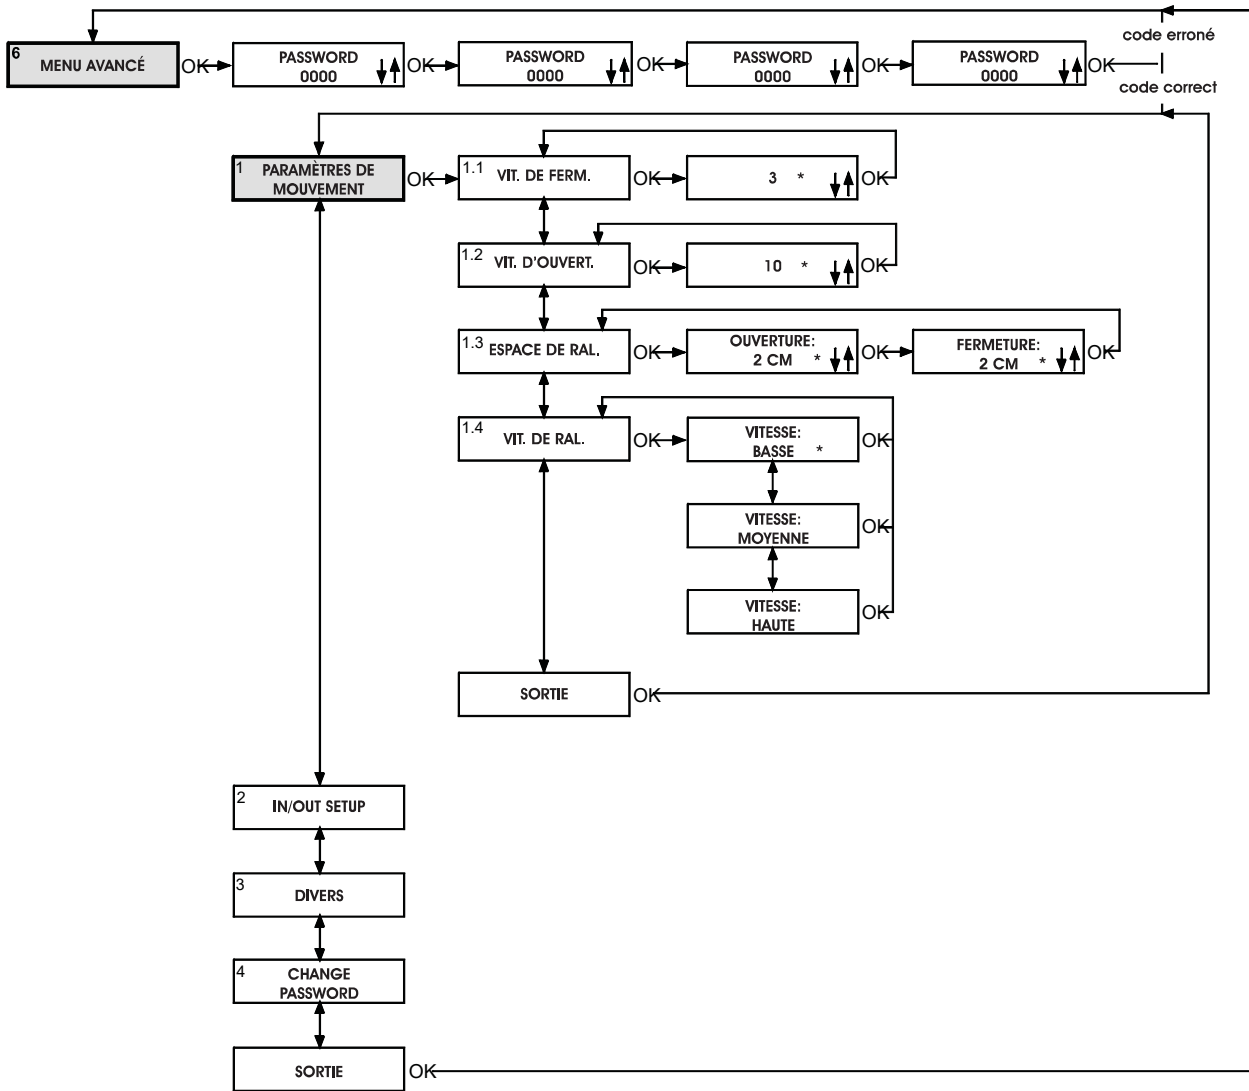 code erroné
6
MENU AVANCÉ
OK
PASSWORD
0000
OK
PASSWORD
0000
OK
PASSWORD
0000
OK
PASSWORD
0000
OK
code correct
1
PARAMÈTRES DE
MOUVEMENT
OK
1.1
VIT. DE FERM.
OK
3 *
OK
1.2
VIT. D'OUVERT.
OK
10 *
OK
1.3
ESPACE DE RAL.
OK
OUVERTURE:
2 CM *
OK
FERMETURE:
2 CM *
OK
1.4
VIT. DE RAL.
OK
VITESSE:
BASSE *
OK
VITESSE:
MOYENNE
OK
VITESSE:
HAUTE
OK
SORTIE
OK
2
IN/OUT SETUP
3
DIVERS
4
CHANGE
PASSWORD
SORTIE
OK